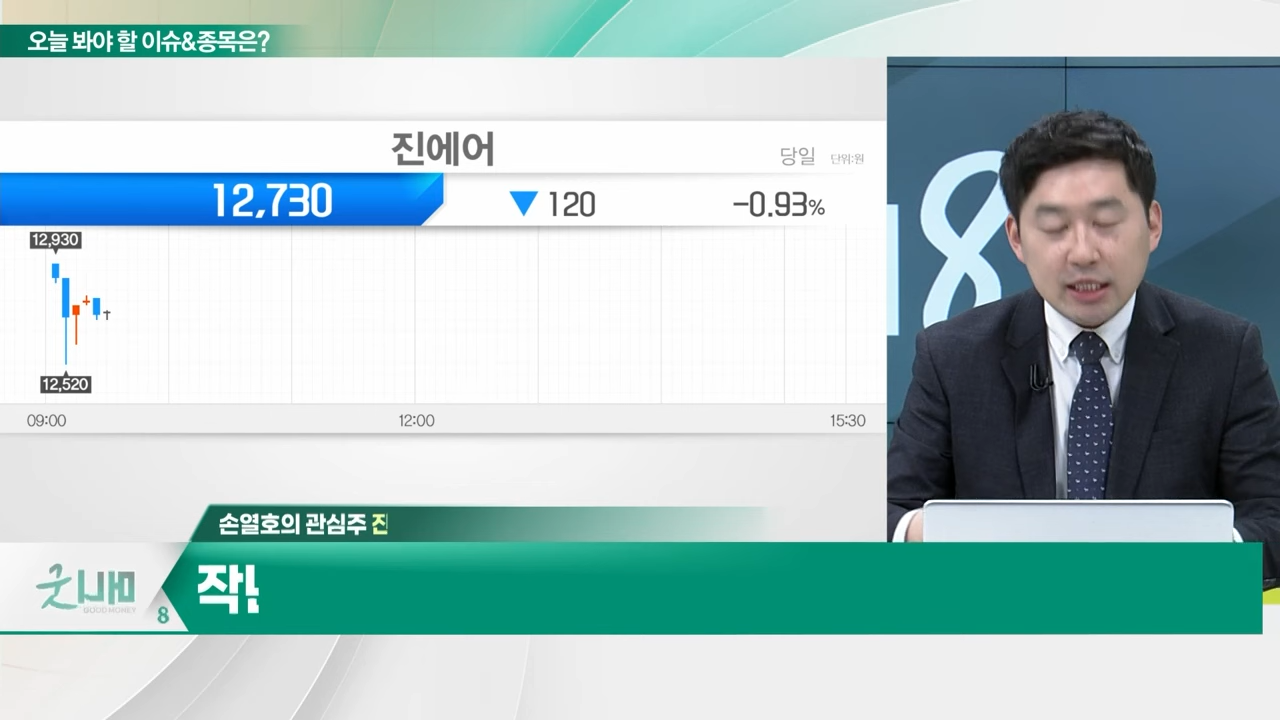 오늘 봐야 할 이슈&종목은?
진에어
당일 단위:원
12,730 ▼ 120 -0.93%
12,930
12,520
09:00 12:00 15:30
8
손열호의 관심주
굿머니
GOOD MONEY
8